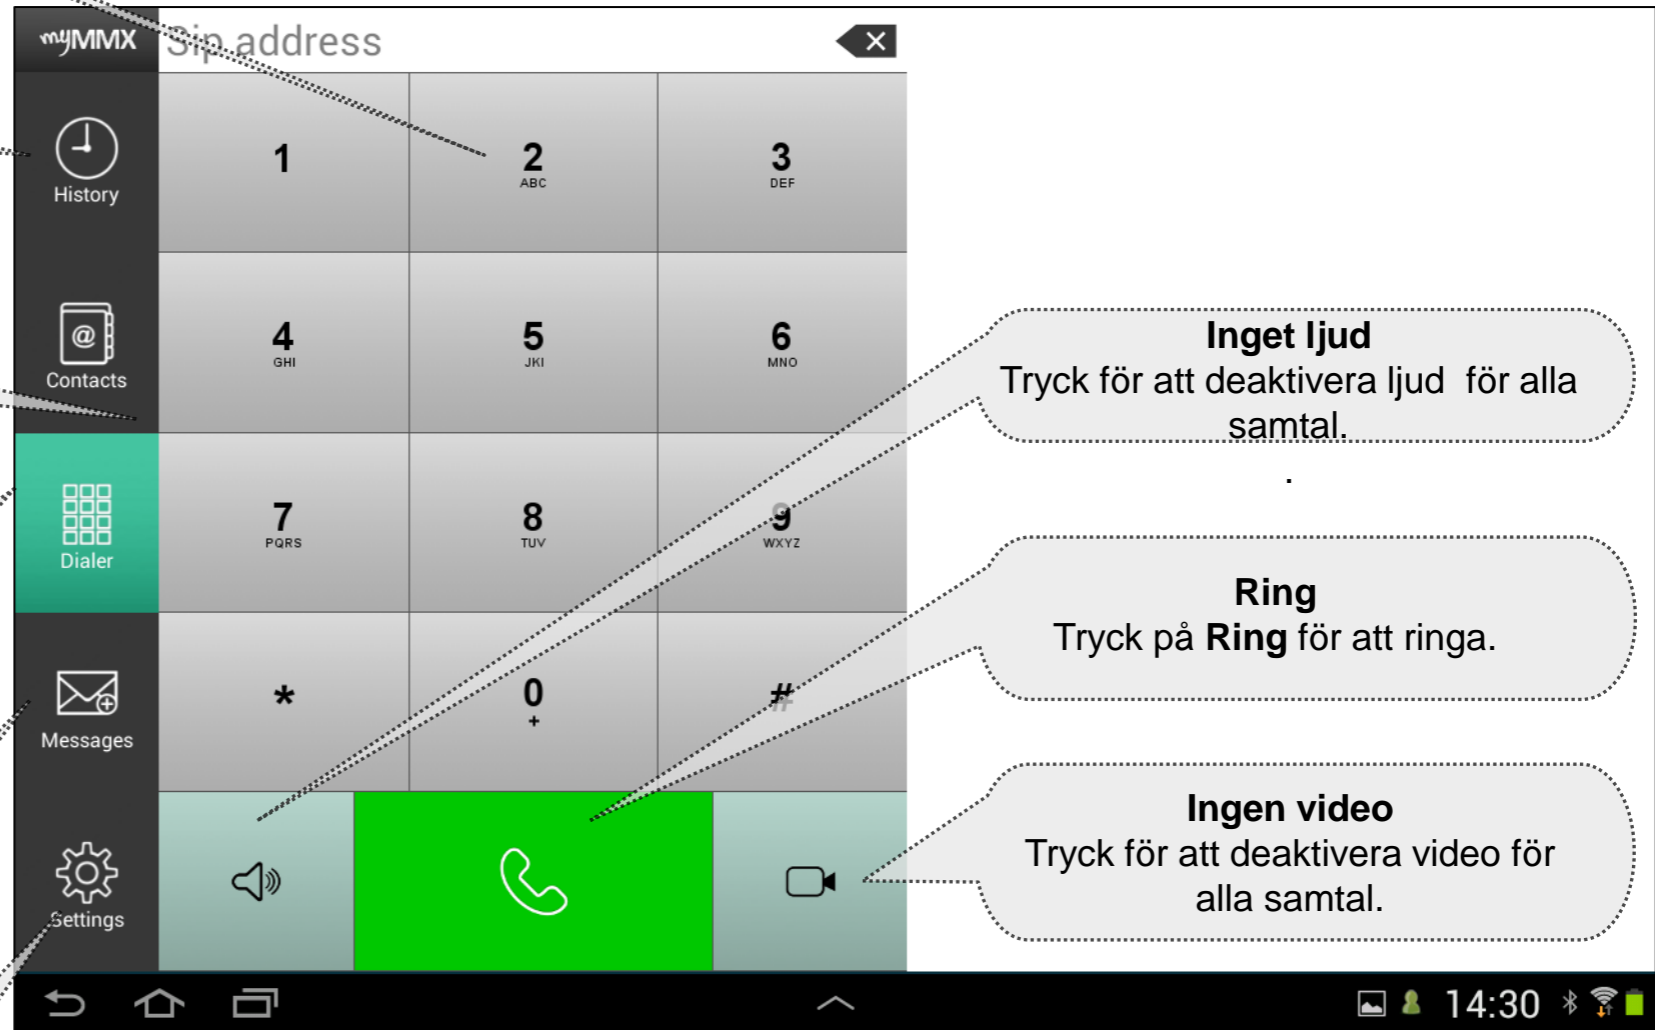 myMMX
Sip address
History
Contacts
Dialer
Messages
Settings
1
2
ABC
3
DEF
4
GHI
5
JKI
6
MNO
7
PQRS
8
TUV
9
WXYZ
*
0
+
#
Inget ljud
Tryck för att deaktivera ljud  för alla
samtal.
.
Ring
Tryck på Ring för att ringa.
Ingen video
Tryck för att deaktivera video för
alla samtal.
14:30